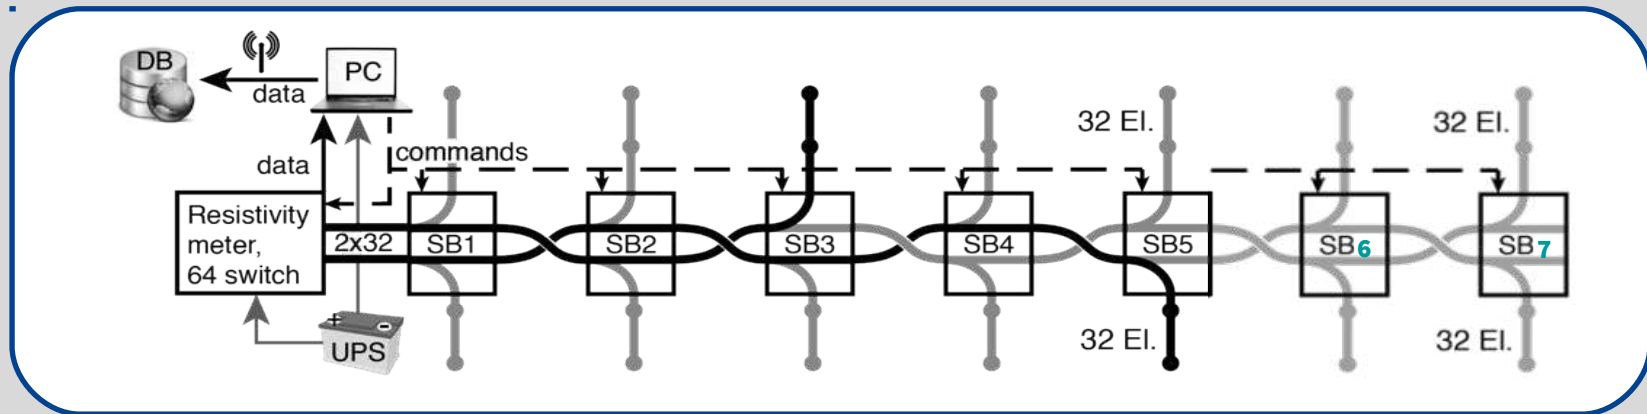 DB
PC
data
32 El.
32 El.
commands
data
Resistivity
meter,
64 switch
2x32
SB1
SB2
SB3
SB4
SB5
SB6
SB7
+
-
UPS
32 El.
32 El.